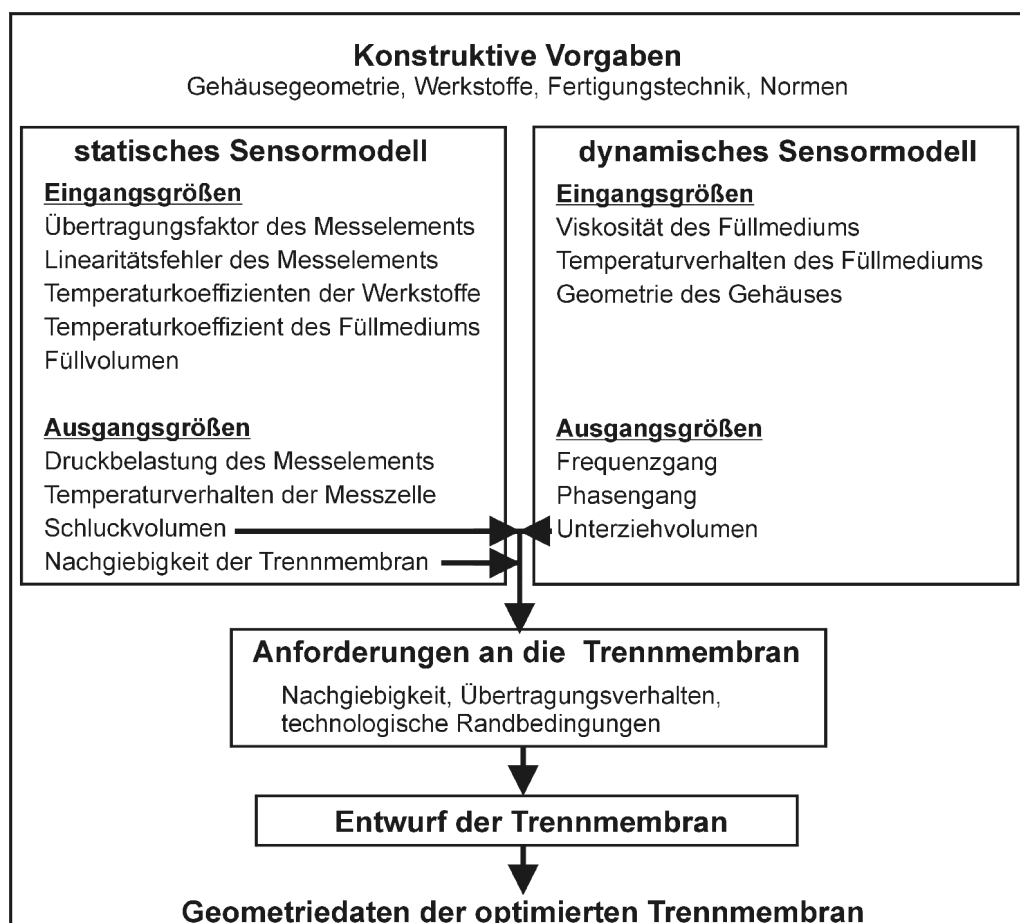 Konstruktive Vorgaben
Gehäusegeometrie, Werkstoffe, Fertigungstechnik, Normen
statisches Sensormodell
Eingangsgrößen
Übertragungsfaktor des Messelements
Linearitätsfehler des Messelements
Temperaturkoeffizienten der Werkstoffe
Temperaturkoeffizient des Füllmediums
Füllvolumen
Ausgangsgrößen
Druckbelastung des Messelements
Temperaturverhalten der Messzelle
Schluckvolumen
Nachgiebigkeit der Trennmembran
dynamisches Sensormodell
Eingangsgrößen
Viskosität des Füllmediums
Temperaturverhalten des Füllmediums
Geometrie des Gehäuses
Ausgangsgrößen
Frequenzgang
Phasengang
Unterziehvolumen
Anforderungen an die Trennmembran
Nachgiebigkeit, Übertragungsverhalten,
technologische Randbedingungen
Entwurf der Trennmembran
Geometriedaten der optimierten Trennmembran